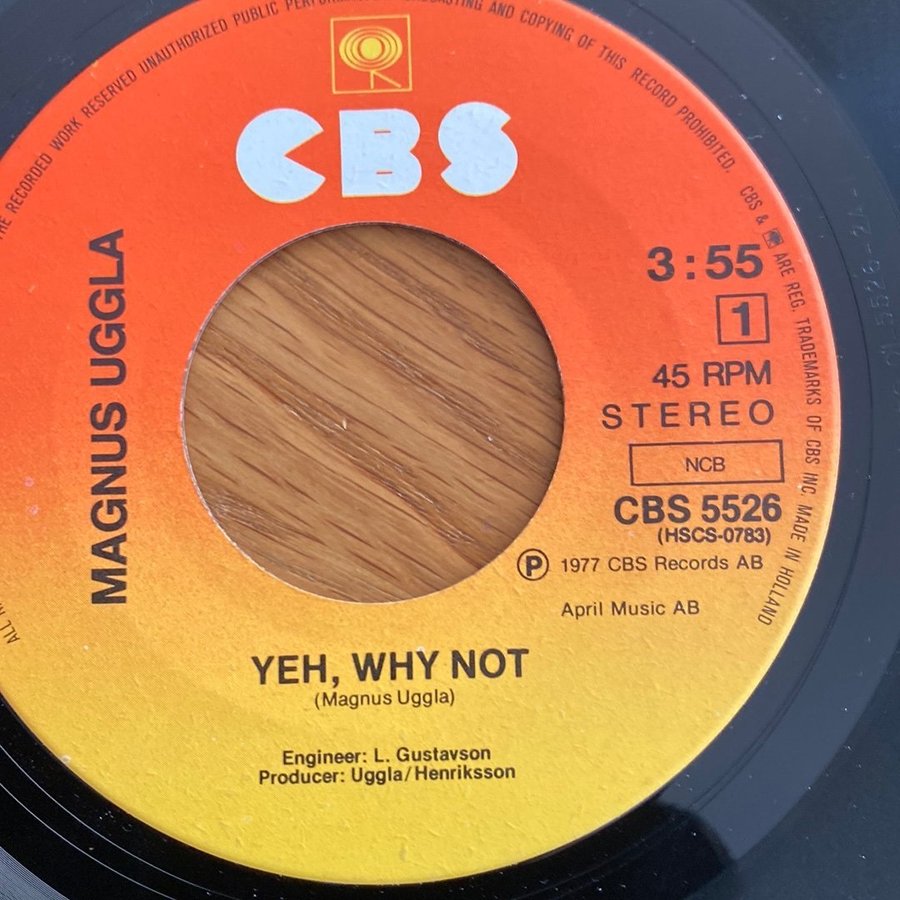 CBS
MAGNUS UGGLA
3:55
1
45 RPM
STEREO
NCB
CBS 5526
(HSCS-0783)
Ⓟ 1977 CBS Records AB
April Music AB
YEH, WHY NOT
(Magnus Uggla)
Engineer: L. Gustavson
Producer: Uggla/Henriksson
RECORDED WORK RESERVED UNAUTHORIZED PUBLIC AND COPYING OF THIS RECORD PROHIBITED. CBS & ARE REG. TRADEMARKS OF CBS INC. MADE IN HOLLAND
ALL